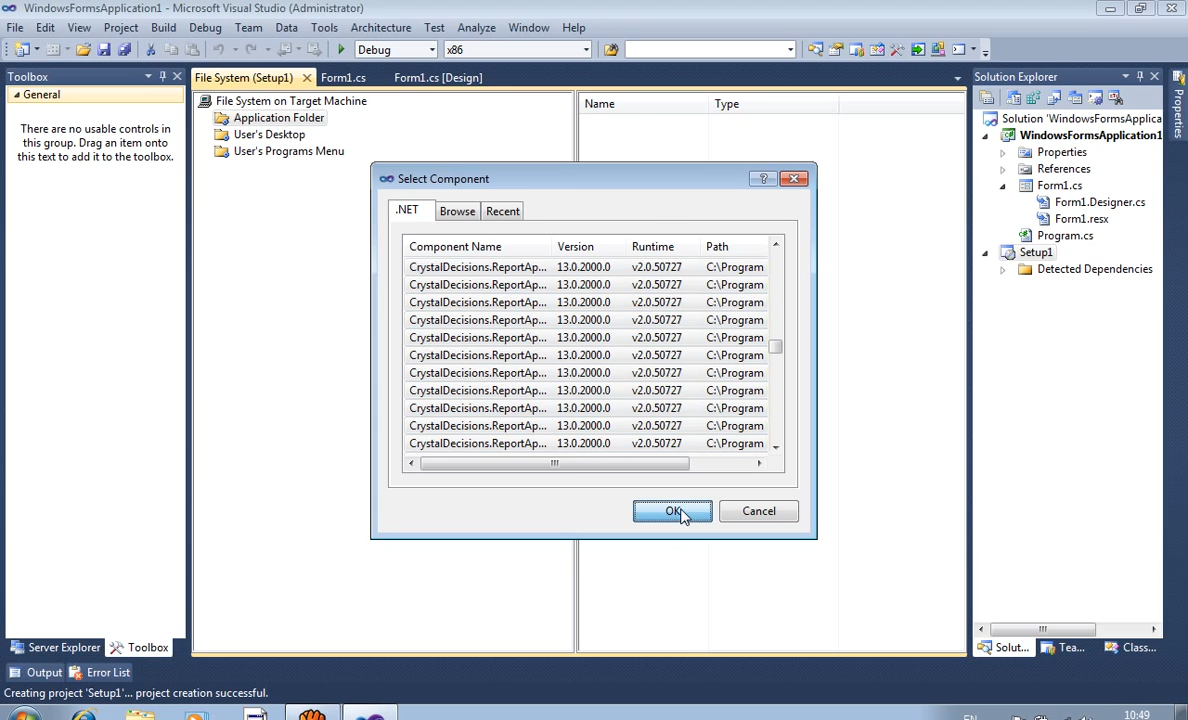 WindowsFormsApplication1 - Microsoft Visual Studio (Administrator)
File Edit View Project Build Debug Team Data Tools Architecture Test Analyze Window Help
Debug x86
Toolbox
General
There are no usable controls in
this group. Drag an item onto
this text to add it to the toolbox.
File System (Setup1) Form1.cs Form1.cs [Design]
File System on Target Machine
Application Folder
User's Desktop
User's Programs Menu
Name Type
Select Component
.NET Browse Recent
Component Name Version Runtime Path
CrystalDecisions.ReportAp... 13.0.2000.0 v2.0.50727 C:\Program
CrystalDecisions.ReportAp... 13.0.2000.0 v2.0.50727 C:\Program
CrystalDecisions.ReportAp... 13.0.2000.0 v2.0.50727 C:\Program
CrystalDecisions.ReportAp... 13.0.2000.0 v2.0.50727 C:\Program
CrystalDecisions.ReportAp... 13.0.2000.0 v2.0.50727 C:\Program
CrystalDecisions.ReportAp... 13.0.2000.0 v2.0.50727 C:\Program
CrystalDecisions.ReportAp... 13.0.2000.0 v2.0.50727 C:\Program
CrystalDecisions.ReportAp... 13.0.2000.0 v2.0.50727 C:\Program
CrystalDecisions.ReportAp... 13.0.2000.0 v2.0.50727 C:\Program
CrystalDecisions.ReportAp... 13.0.2000.0 v2.0.50727 C:\Program
CrystalDecisions.ReportAp... 13.0.2000.0 v2.0.50727 C:\Program
OK Cancel
Solution Explorer
Solution 'WindowsFormsApplica
WindowsFormsApplication1
Properties
References
Form1.cs
Form1.Designer.cs
Form1.resx
Program.cs
Setup1
Detected Dependencies
Properties
Server Explorer Toolbox
Solut... Tea... Class...
Output Error List
Creating project 'Setup1'... project creation successful.
EN 10:49